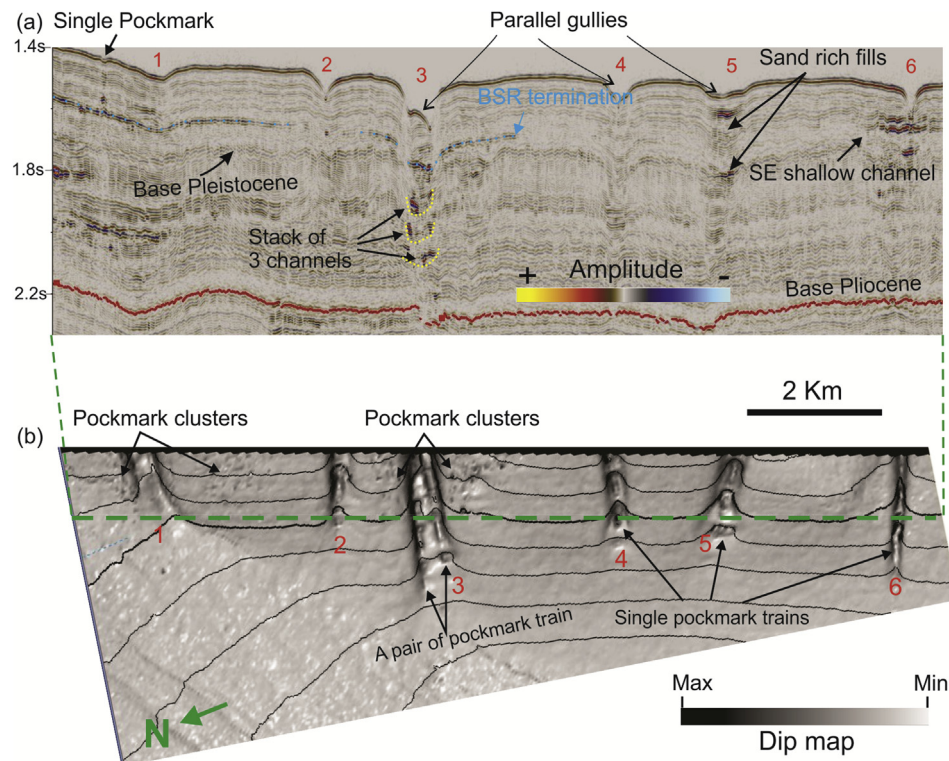 (a)
Single Pockmark
Parallel gullies
1.4s
1
2
3
4
5
6
Sand rich fills
BSR termination
1.8s
Base Pleistocene
SE shallow channel
Stack of
3 channels
+ Amplitude -
2.2s
Base Pliocene
2 Km
Pockmark clusters
Pockmark clusters
(b)
1
2
3
4
5
6
Single pockmark trains
A pair of pockmark train
N
Max
Min
Dip map